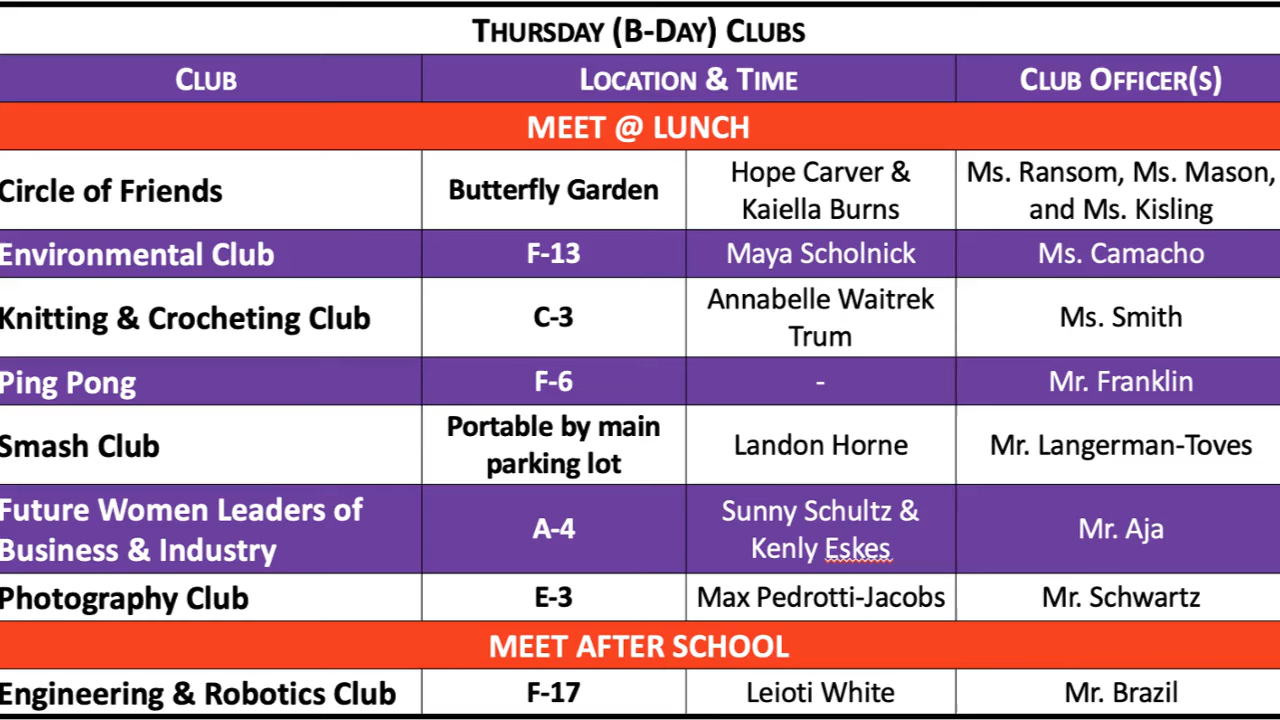 THURSDAY (B-DAY) CLUBS
CLUB LOCATION & TIME CLUB OFFICER(S)
MEET @ LUNCH
Circle of Friends Butterfly Garden Hope Carver & Kaiella Burns Ms. Ransom, Ms. Mason, and Ms. Kisling
Environmental Club F-13 Maya Scholnick Ms. Camacho
Knitting & Crocheting Club C-3 Annabelle Waitrek Trum Ms. Smith
Ping Pong F-6 - Mr. Franklin
Smash Club Portable by main parking lot Landon Horne Mr. Langerman-Toves
Future Women Leaders of Business & Industry A-4 Sunny Schultz & Kenly Eskes Mr. Aja
Photography Club E-3 Max Pedrotti-Jacobs Mr. Schwartz
MEET AFTER SCHOOL
Engineering & Robotics Club F-17 Leioti White Mr. Brazil